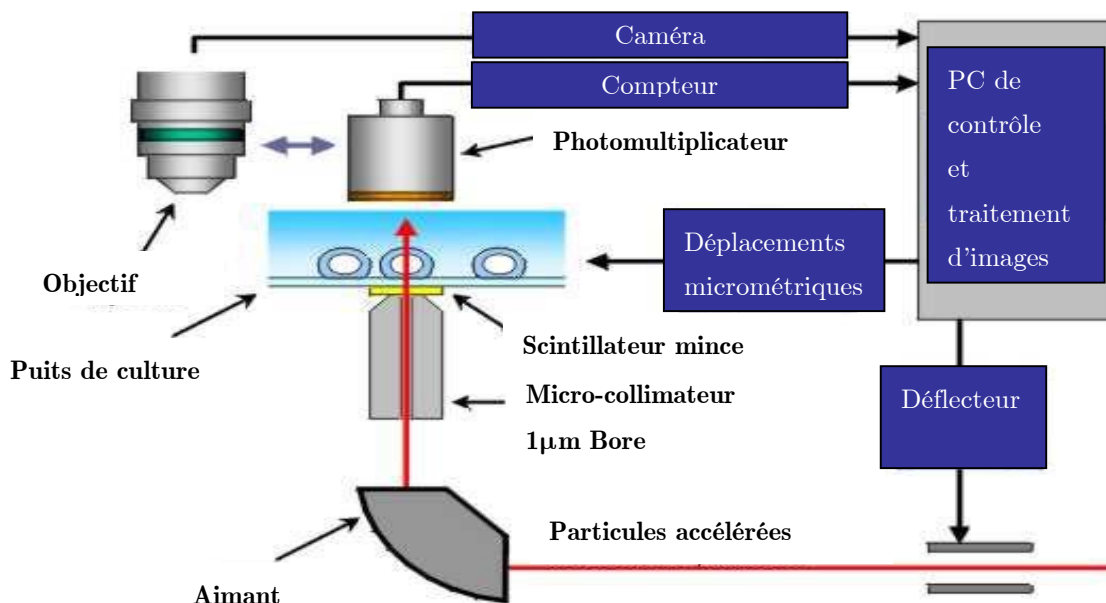 Caméra
Compteur
PC de
contrôle
et
traitement
d'images
Photomultiplicateur
Déplacements
micrométriques
Objectif
Puits de culture
Scintillateur mince
Micro-collimateur
1µm Bore
Déflecteur
Particules accélérées
Aimant